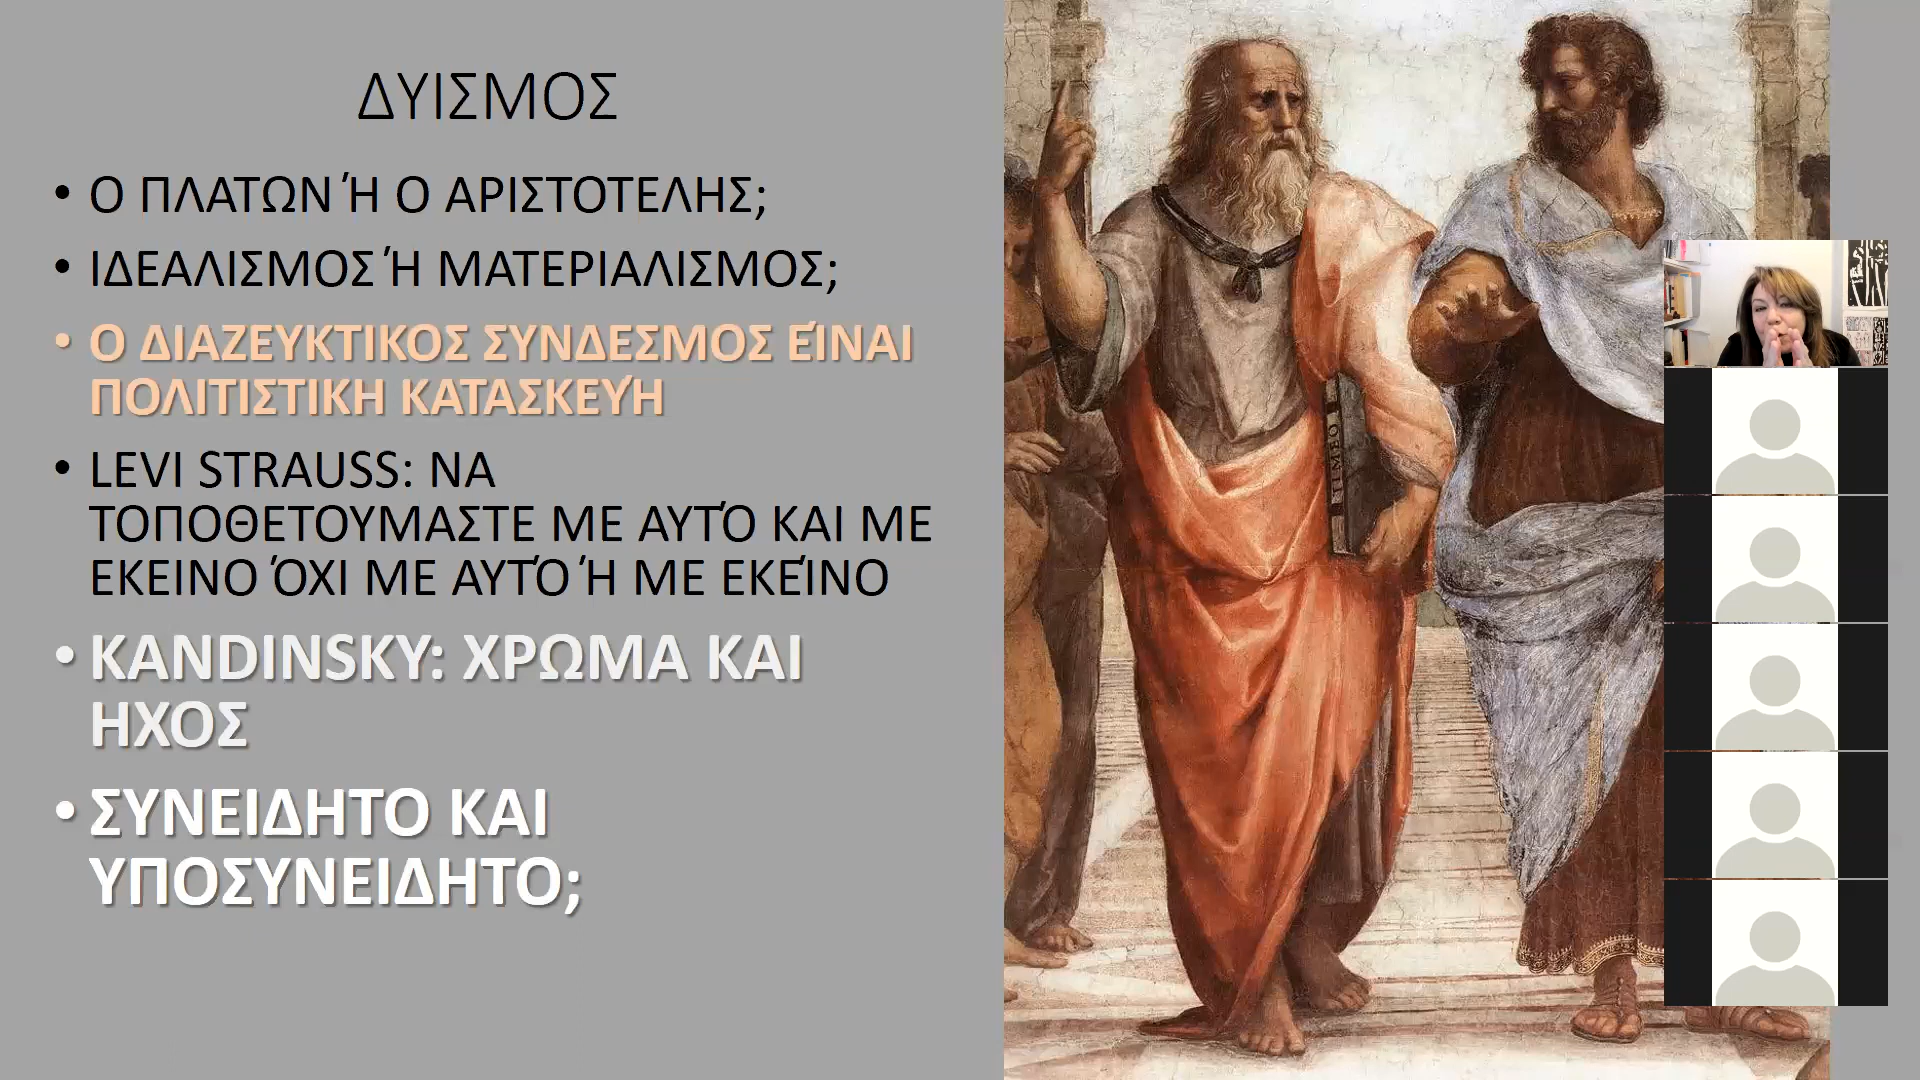 ΔΥΙΣΜΟΣ
• Ο ΠΛΑΤΩΝ Ή Ο ΑΡΙΣΤΟΤΕΛΗΣ;
• ΙΔΕΑΛΙΣΜΟΣ Ή ΜΑΤΕΡΙΑΛΙΣΜΟΣ;
• Ο ΔΙΑΖΕΥΚΤΙΚΟΣ ΣΥΝΔΕΣΜΟΣ ΕΊΝΑΙ
ΠΟΛΙΤΙΣΤΙΚΗ ΚΑΤΑΣΚΕΥΉ
• LEVI STRAUSS: ΝΑ
ΤΟΠΟΘΕΤΟΥΜΑΣΤΕ ΜΕ ΑΥΤΌ ΚΑΙ ΜΕ
ΕΚΕΙΝΟ ΌΧΙ ΜΕ ΑΥΤΌ Ή ΜΕ ΕΚΕΊΝΟ
• KANDINSKY: ΧΡΩΜΑ ΚΑΙ
ΗΧΟΣ
• ΣΥΝΕΙΔΗΤΟ ΚΑΙ
ΥΠΟΣΥΝΕΙΔΗΤΟ;
TIMEO